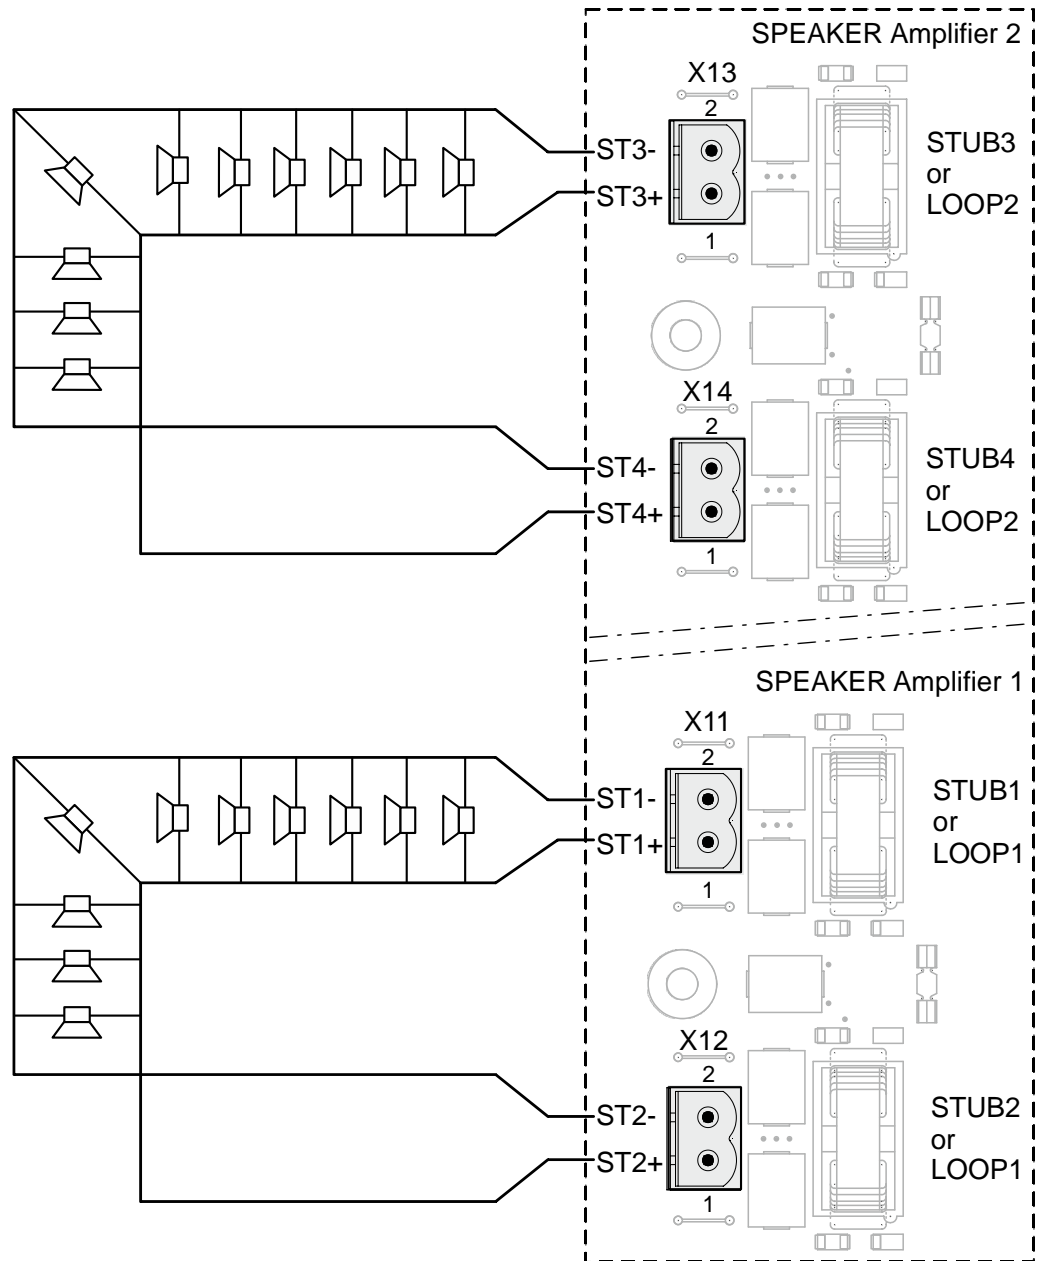 SPEAKER Amplifier 2
X13
2
ST3-
ST3+
1
STUB3
or
LOOP2
X14
2
ST4-
ST4+
1
STUB4
or
LOOP2
SPEAKER Amplifier 1
X11
2
ST1-
ST1+
1
STUB1
or
LOOP1
X12
2
ST2-
ST2+
1
STUB2
or
LOOP1